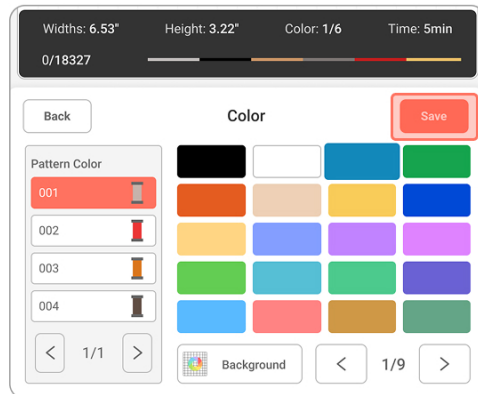 Widths: 6.53" Height: 3.22" Color: 1/6 Time: 5min
0/18327
Back Color Save
Pattern Color
001
002
003
004
1/1
Background 1/9